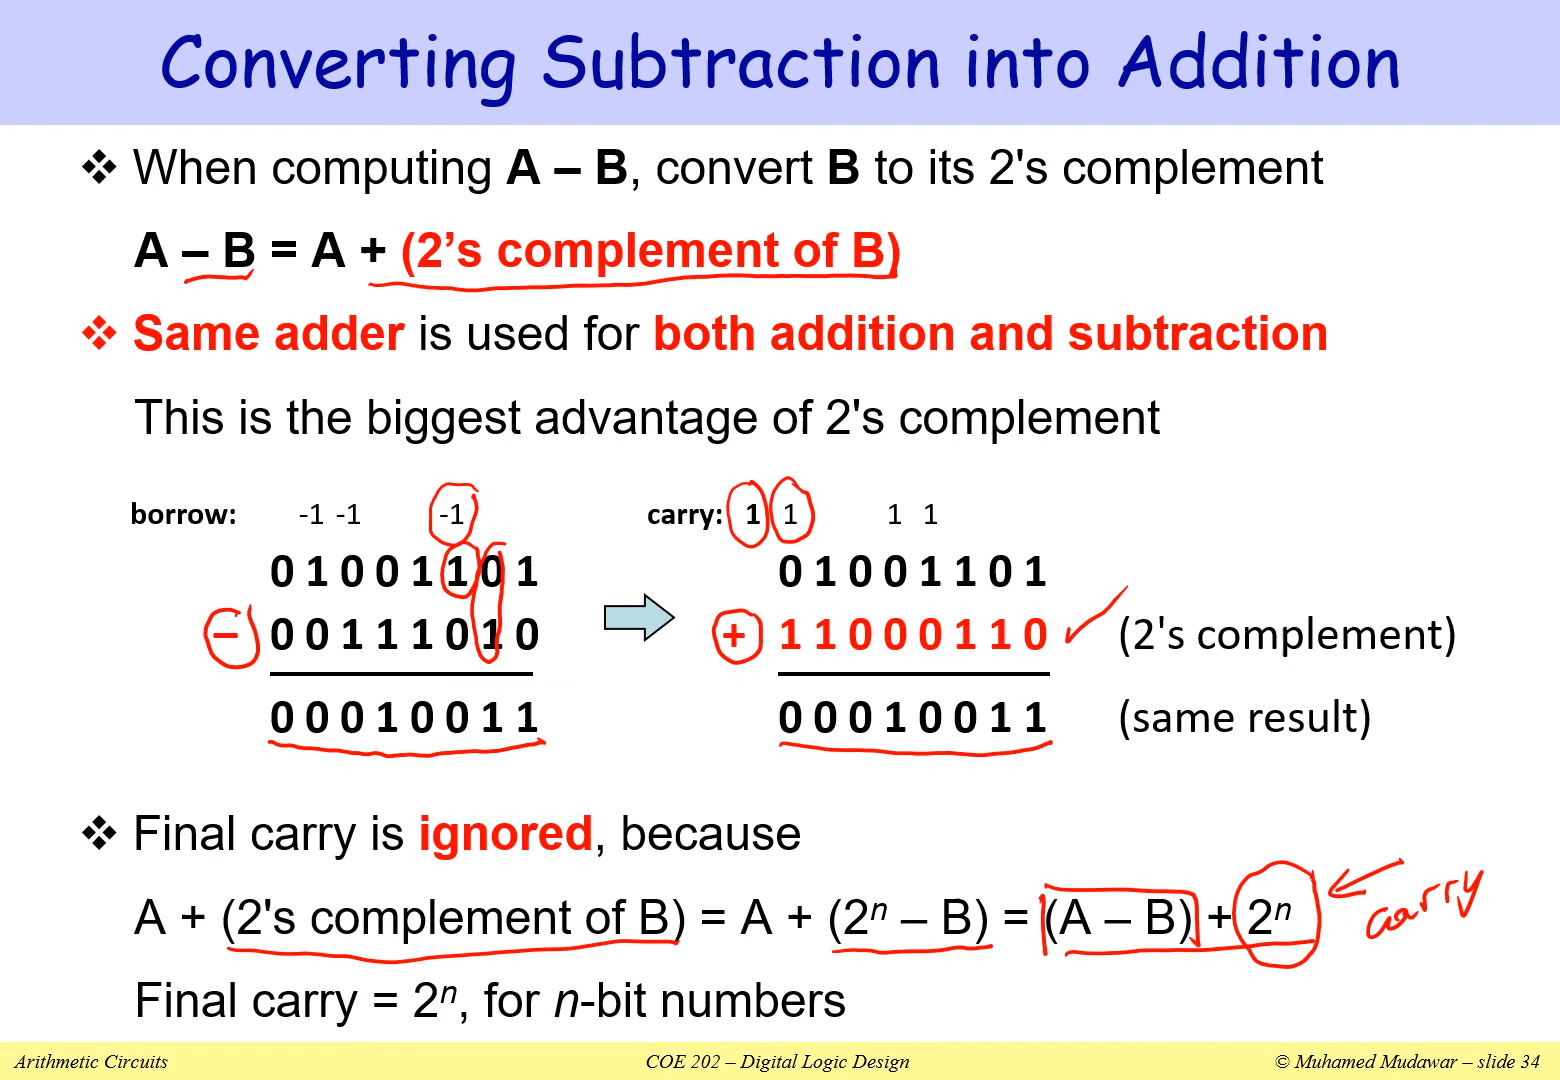 Converting Subtraction into Addition
❖ When computing A – B, convert B to its 2's complement
A – B = A + (2’s complement of B)
❖ Same adder is used for both addition and subtraction
This is the biggest advantage of 2's complement
borrow: -1 -1 -1 carry: 1 1 1 1
0 1 0 0 1 1 0 1 0 1 0 0 1 1 0 1
– 0 0 1 1 1 0 1 0 + 1 1 0 0 0 1 1 0 (2's complement)
0 0 0 1 0 0 1 1 0 0 0 1 0 0 1 1 (same result)
❖ Final carry is ignored, because
A + (2's complement of B) = A + (2ⁿ – B) = (A – B) + 2ⁿ carry
Final carry = 2ⁿ, for n-bit numbers
Arithmetic Circuits COE 202 – Digital Logic Design © Muhamed Mudawar – slide 34